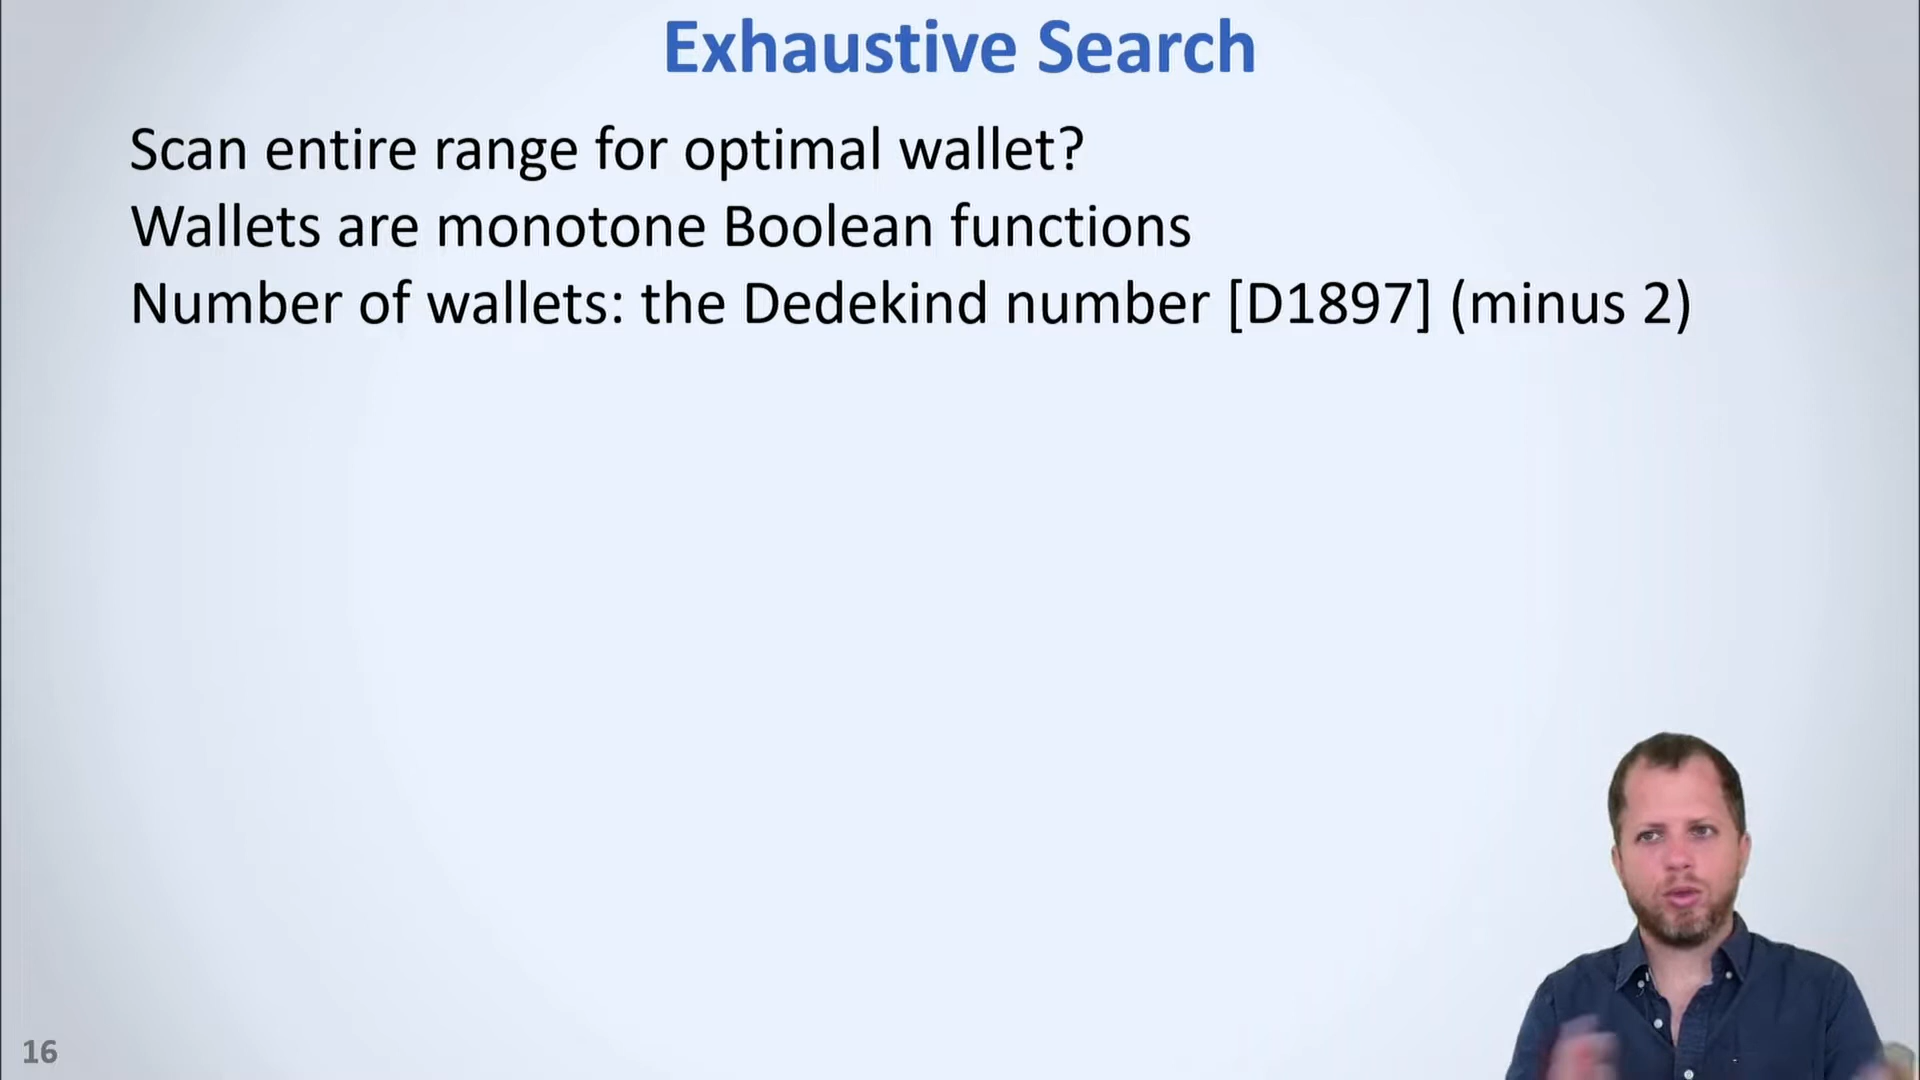 Exhaustive Search
Scan entire range for optimal wallet?
Wallets are monotone Boolean functions
Number of wallets: the Dedekind number [D1897] (minus 2)
16